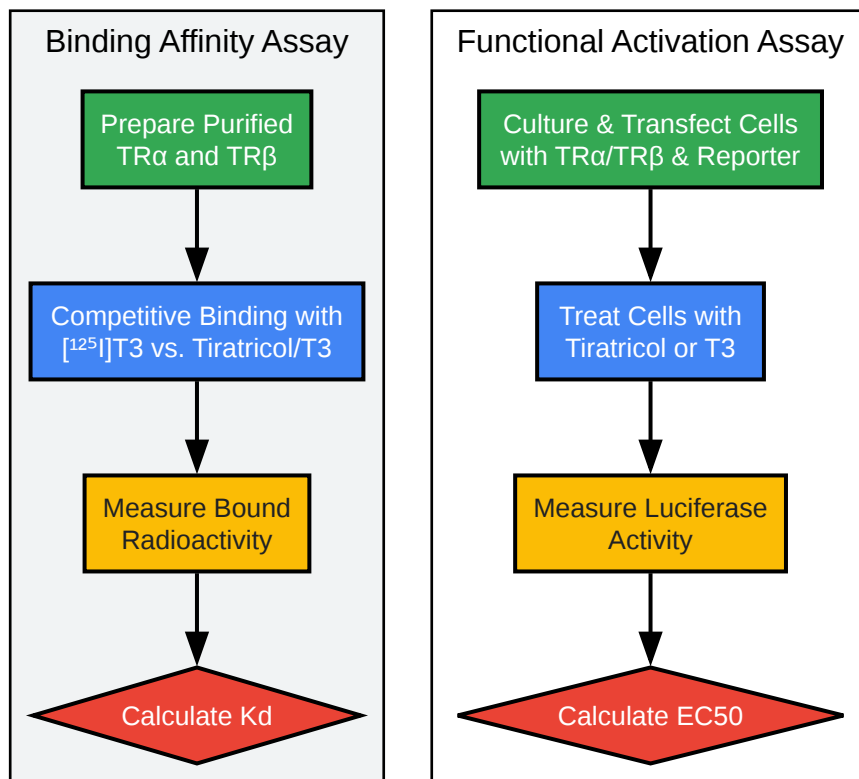 Binding Affinity Assay
Prepare Purified
TRα and TRβ
Competitive Binding with
[¹²⁵I]T3 vs. Tiratricol/T3
Measure Bound
Radioactivity
Calculate Kd
Functional Activation Assay
Culture & Transfect Cells
with TRα/TRβ & Reporter
Treat Cells with
Tiratricol or T3
Measure Luciferase
Activity
Calculate EC50